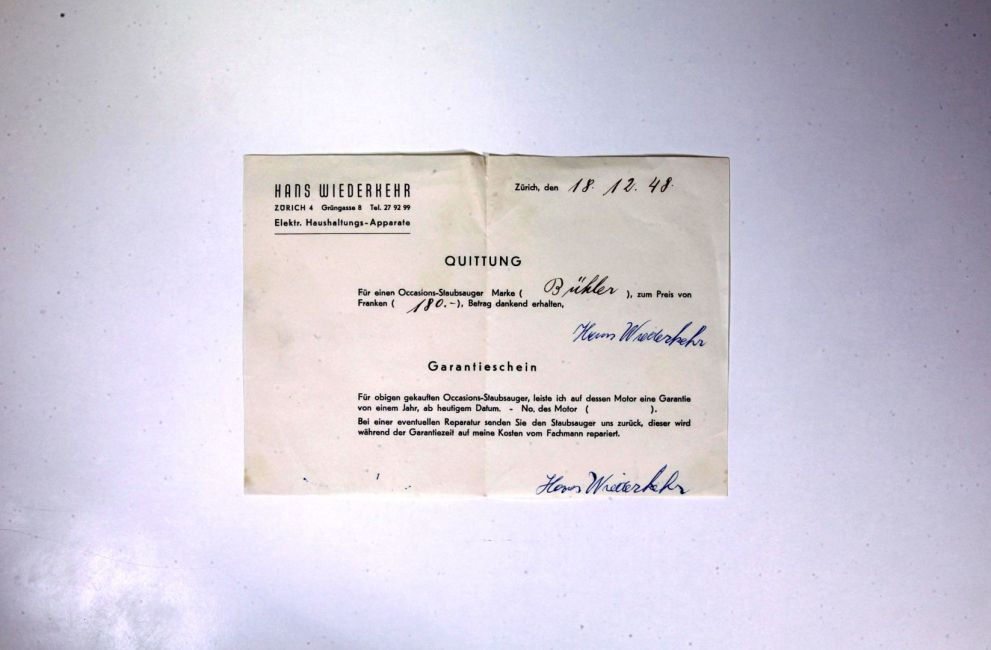 HANS WIEDERKEHR
ZÜRICH 4 Grüngasse 8 Tel. 27 92 99
Elektr. Haushaltungs-Apparate
Zürich, den 18. 12. 48.
QUITTUNG
Für einen Occasions-Staubsauger Marke ( Bühler ), zum Preis von
Franken ( 180.- ), Betrag dankend erhalten,
Hans Wiederkehr
Garantieschein
Für obigen gekauften Occasions-Staubsauger, leiste ich auf dessen Motor eine Garantie
von einem Jahr, ab heutigem Datum. - No. des Motor ( ).
Bei einer eventuellen Reparatur senden Sie den Staubsauger uns zurück, dieser wird
während der Garantiezeit auf meine Kosten vom Fachmann repariert.
Hans Wiederkehr